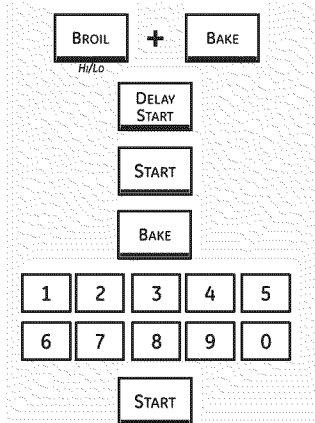 BROIL + BAKE
Hi/Lo
DELAY
START
START
BAKE
1 2 3 4 5
6 7 8 9 0
START